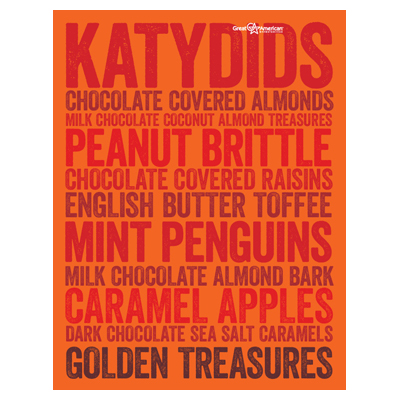 Great American
KATYDIDS
CHOCOLATE COVERED ALMONDS
MILK CHOCOLATE COCONUT ALMOND TREASURES
PEANUT BRITTLE
CHOCOLATE COVERED RAISINS
ENGLISH BUTTER TOFFEE
MINT PENGUINS
MILK CHOCOLATE ALMOND BARK
CARAMEL APPLES
DARK CHOCOLATE SEA SALT CARAMELS
GOLDEN TREASURES